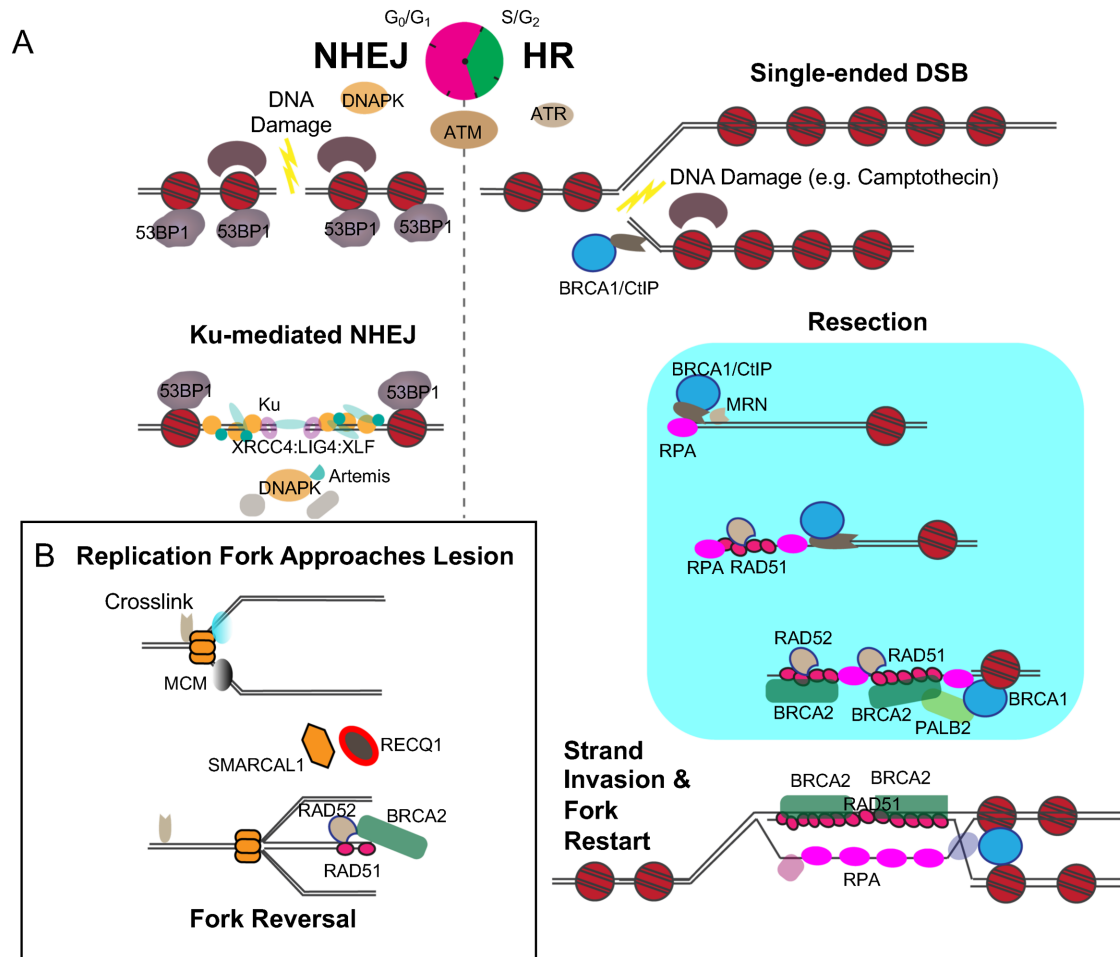 A
G0/G1
S/G2
NHEJ
HR
Single-ended DSB
DNA
Damage
DNAPK
ATR
ATM
DNA Damage (e.g. Camptothecin)
53BP1
53BP1
53BP1
53BP1
BRCA1/CtIP
Ku-mediated NHEJ
Resection
53BP1
53BP1
Ku
XRCC4:LIG4:XLF
DNAPK
Artemis
BRCA1/CtIP
MRN
RPA
RPA
RAD51
RAD52
RAD51
BRCA2
BRCA2
BRCA1
PALB2
B
Replication Fork Approaches Lesion
Crosslink
MCM
SMARCAL1
RECQ1
RAD52
BRCA2
RAD51
Fork Reversal
Strand
Invasion &
Fork
Restart
BRCA2
BRCA2
RAD51
RPA